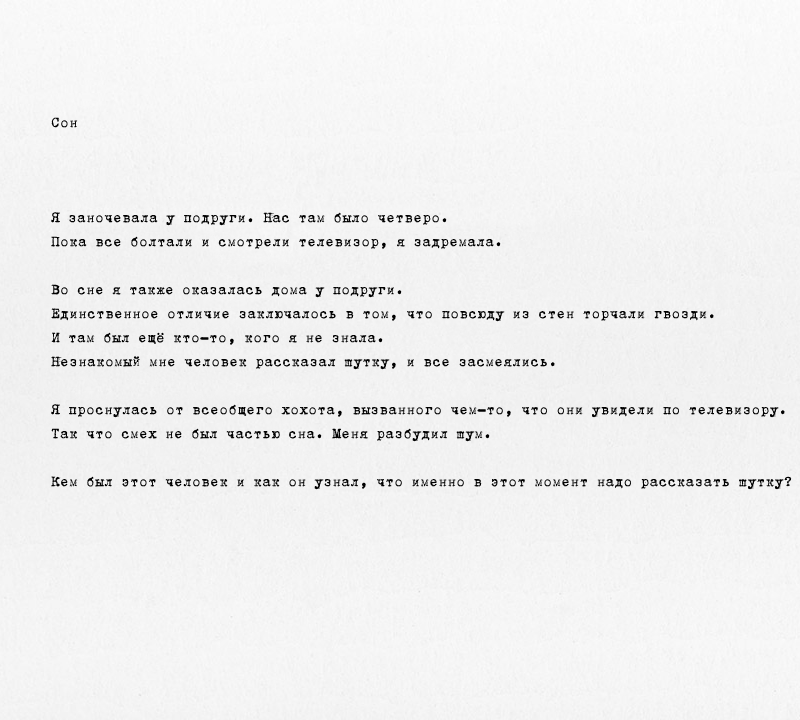 Сон
Я заночевала у подруги. Нас там было четверо.
Пока все болтали и смотрели телевизор, я задремала.
Во сне я также оказалась дома у подруги.
Единственное отличие заключалось в том, что повсюду из стен торчали гвозди.
И там был ещё кто-то, кого я не знала.
Незнакомый мне человек рассказал шутку, и все засмеялись.
Я проснулась от всеобщего хохота, вызванного чем-то, что они увидели по телевизору.
Так что смех не был частью сна. Меня разбудил шум.
Кем был этот человек и как он узнал, что именно в этот момент надо рассказать шутку?